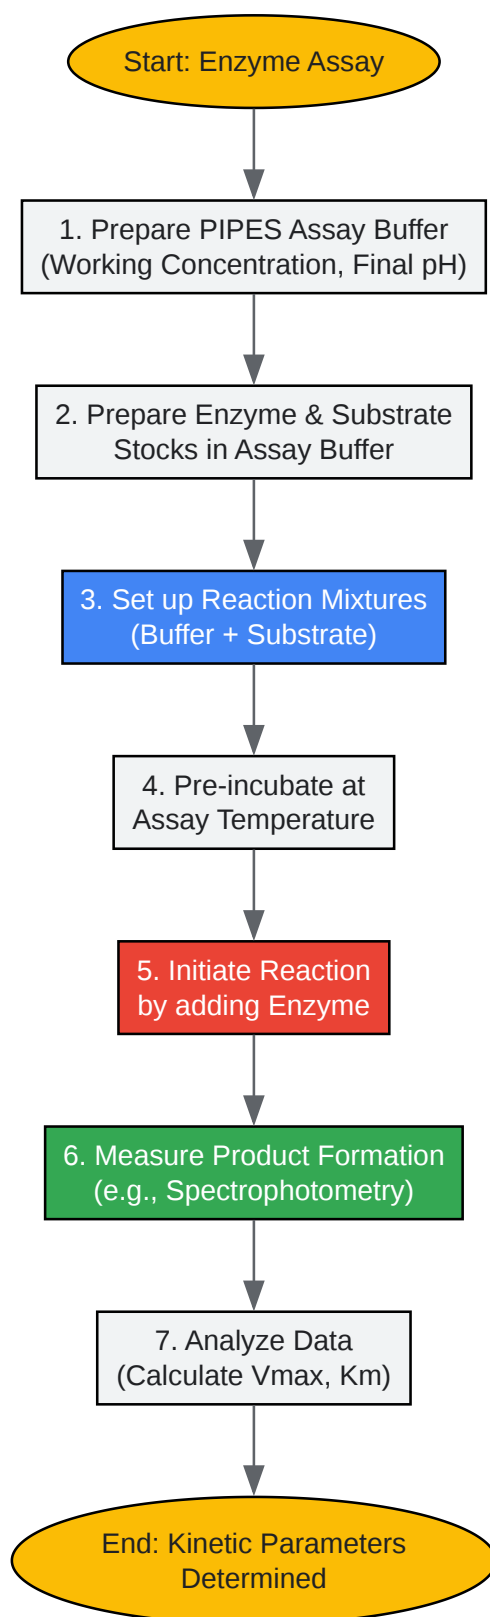 Start: Enzyme Assay
1. Prepare PIPES Assay Buffer
(Working Concentration, Final pH)
2. Prepare Enzyme & Substrate
Stocks in Assay Buffer
3. Set up Reaction Mixtures
(Buffer + Substrate)
4. Pre-incubate at
Assay Temperature
5. Initiate Reaction
by adding Enzyme
6. Measure Product Formation
(e.g., Spectrophotometry)
7. Analyze Data
(Calculate Vmax, Km)
End: Kinetic Parameters
Determined